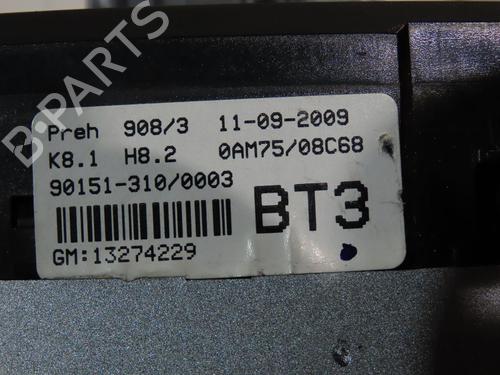 B-PARTS
Preh 908/3 11-09-2009
K8.1 H8.2 0AM75/08C68
90151-310/0003
BT3
GM:13274229